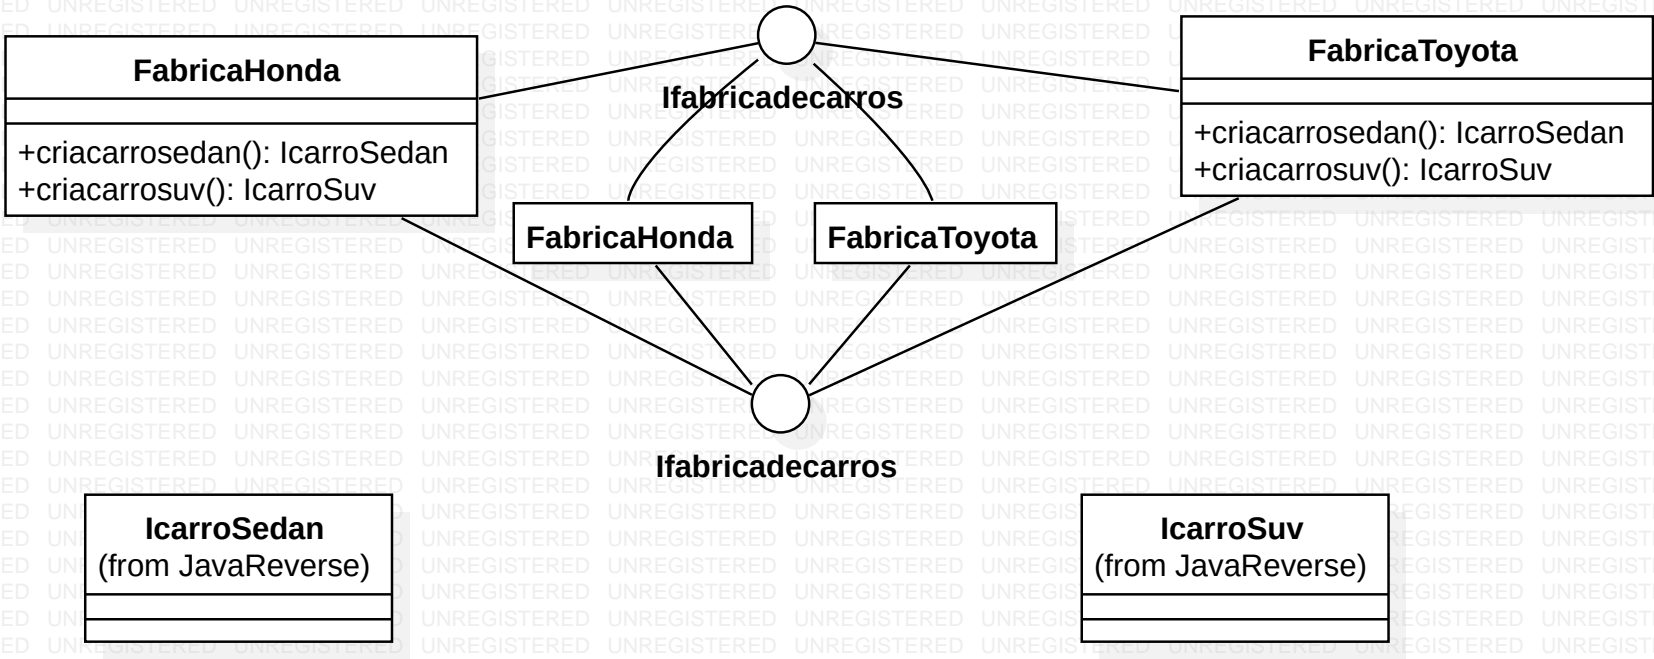 FabricaHonda
+criacarrosedan(): IcarroSedan
+criacarrosuv(): IcarroSuv
Ifabricadecarros
FabricaToyota
+criacarrosedan(): IcarroSedan
+criacarrosuv(): IcarroSuv
FabricaHonda
FabricaToyota
Ifabricadecarros
IcarroSedan
(from JavaReverse)
IcarroSuv
(from JavaReverse)
UNREGISTERED